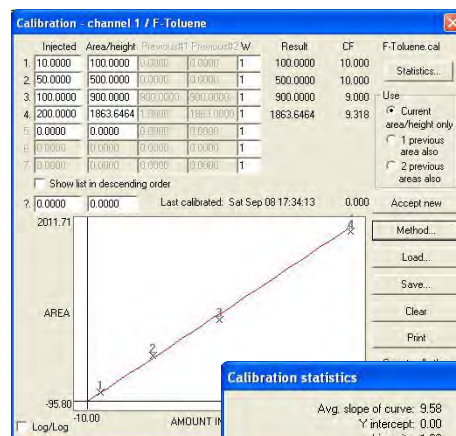 Calibration - channel 1 / F-Toluene
Injected Area/height Previous#1 Previous#2 W Result CF F-Toluene.cal
1. 10.0000 100.0000 0.0000 0.0000 1 100.0000 10.000
Statistics...
2. 50.0000 500.0000 0.0000 0.0000 1 500.0000 10.000
3. 100.0000 900.0000 900.0000 900.0000 1 900.0000 9.000
Use
4. 200.0000 1863.6464 1.0000 1863.0000 1 1863.6464 9.318
Current area/height only
5. 0.0000 0.0000 0.0000 0.0000 1
6. 0.0000 0.0000 0.0000 0.0000 1
1 previous area also
7. 0.0000 0.0000 0.0000 0.0000 1
2 previous areas also
Show list in descending order
?. 0.0000 0.0000 Last calibrated: Sat Sep 08 17:34:13 0.000 Accept new
2011.71
Method...
4
Load...
Save...
AREA
3
Clear
2
Print
1
Calibration statistics
-95.80
-10.00
Avg. slope of curve: 9.58
Log/Log
AMOUNT IN
Y intercept: 0.00